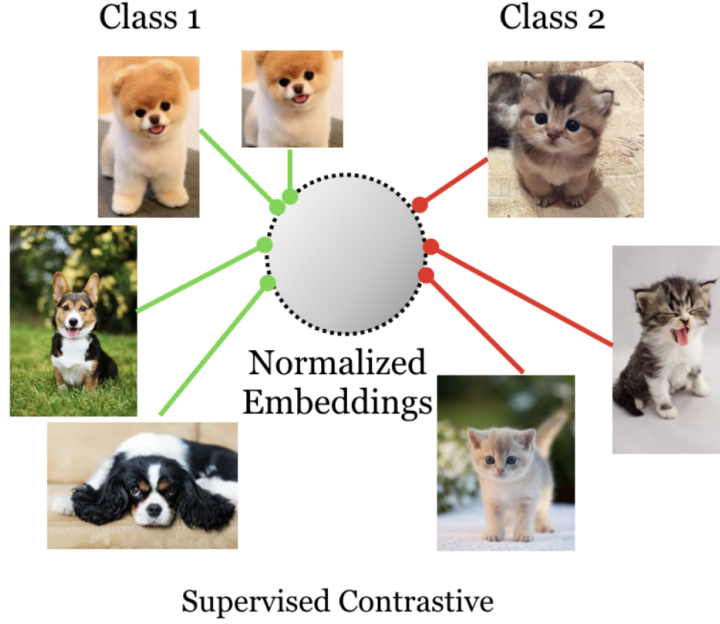 Class 1
Class 2
Normalized
Embeddings
Supervised Contrastive